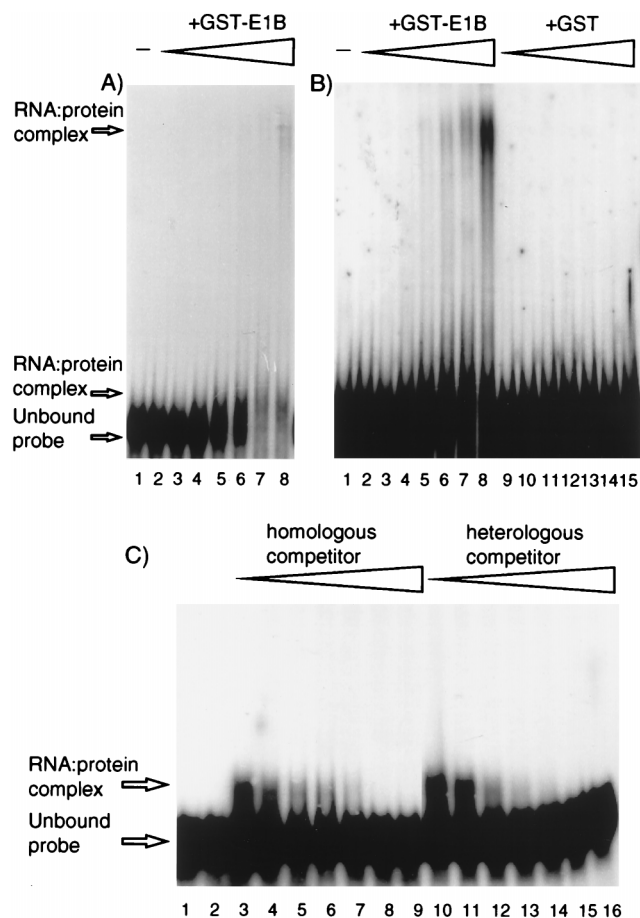 +GST-E1B
+GST-E1B
+GST
–
–
A)
B)
RNA:protein
complex
RNA:protein
complex
Unbound
probe
1 2 3 4 5 6 7 8
1 2 3 4 5 6 7 8 9 10 11 12 13 14 15
C)
homologous
competitor
heterologous
competitor
RNA:protein
complex
Unbound
probe
1 2 3 4 5 6 7 8 9 10 11 12 13 14 15 16